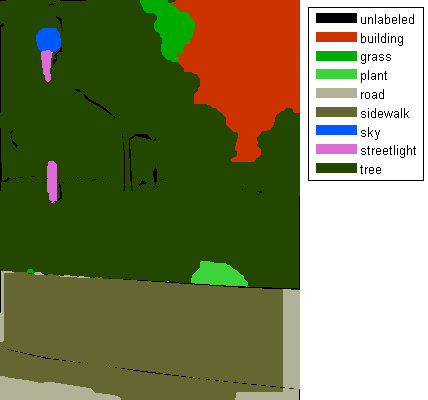 unlabeled
building
grass
plant
road
sidewalk
sky
streetlight
tree